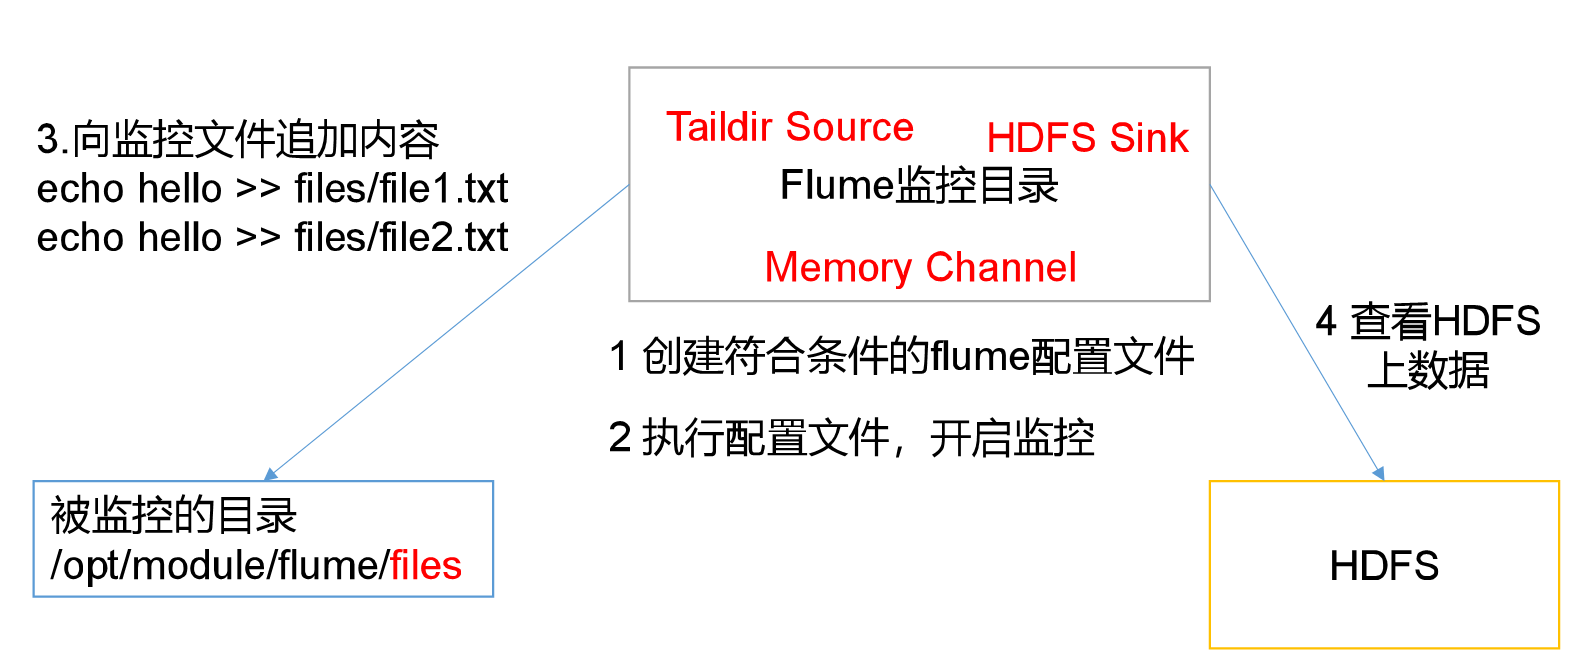 3.向监控文件追加内容
echo hello >> files/file1.txt
echo hello >> files/file2.txt
Taildir Source
HDFS Sink
Flume监控目录
Memory Channel
1 创建符合条件的flume配置文件
2 执行配置文件，开启监控
4 查看HDFS
上数据
被监控的目录
/opt/module/flume/files
HDFS